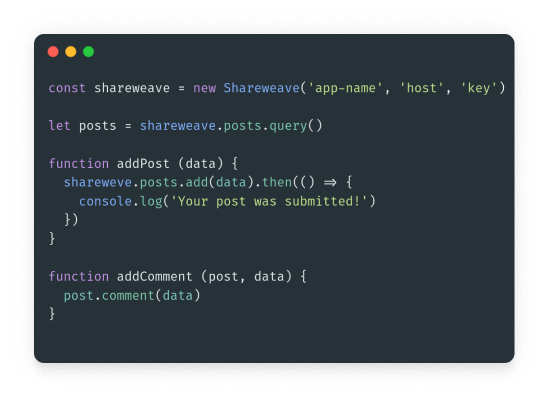 const shareweave = new Shareweave('app-name', 'host', 'key')
let posts = shareweave.posts.query()
function addPost (data) {
shareweve.posts.add(data).then(() => {
console.log('Your post was submitted!')
})
}
function addComment (post, data) {
post.comment(data)
}